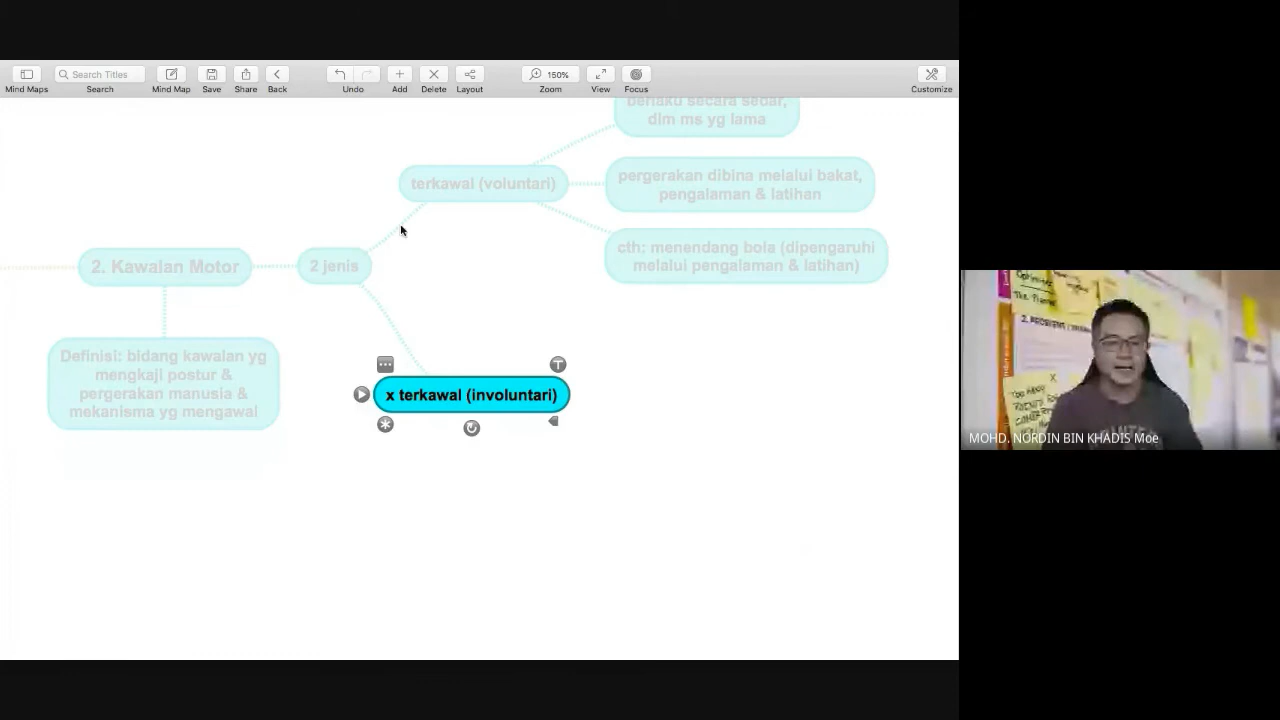 Mind Maps
Search Titles
Search
Mind Map
Save
Share
Back
Undo
Add
Delete
Layout
150%
Zoom
View
Focus
Customize
berlaku secara sedar,
dlm ms yg lama
terkawal (voluntari)
pergerakan dibina melalui bakat,
pengalaman & latihan
cth: menendang bola (dipengaruhi
melalui pengalaman & latihan)
2. Kawalan Motor
2 jenis
Definisi: bidang kawalan yg
mengkaji postur &
pergerakan manusia &
mekanisma yg mengawal
T
x terkawal (involuntari)
MOHD. NORDIN BIN KHADIS Moe